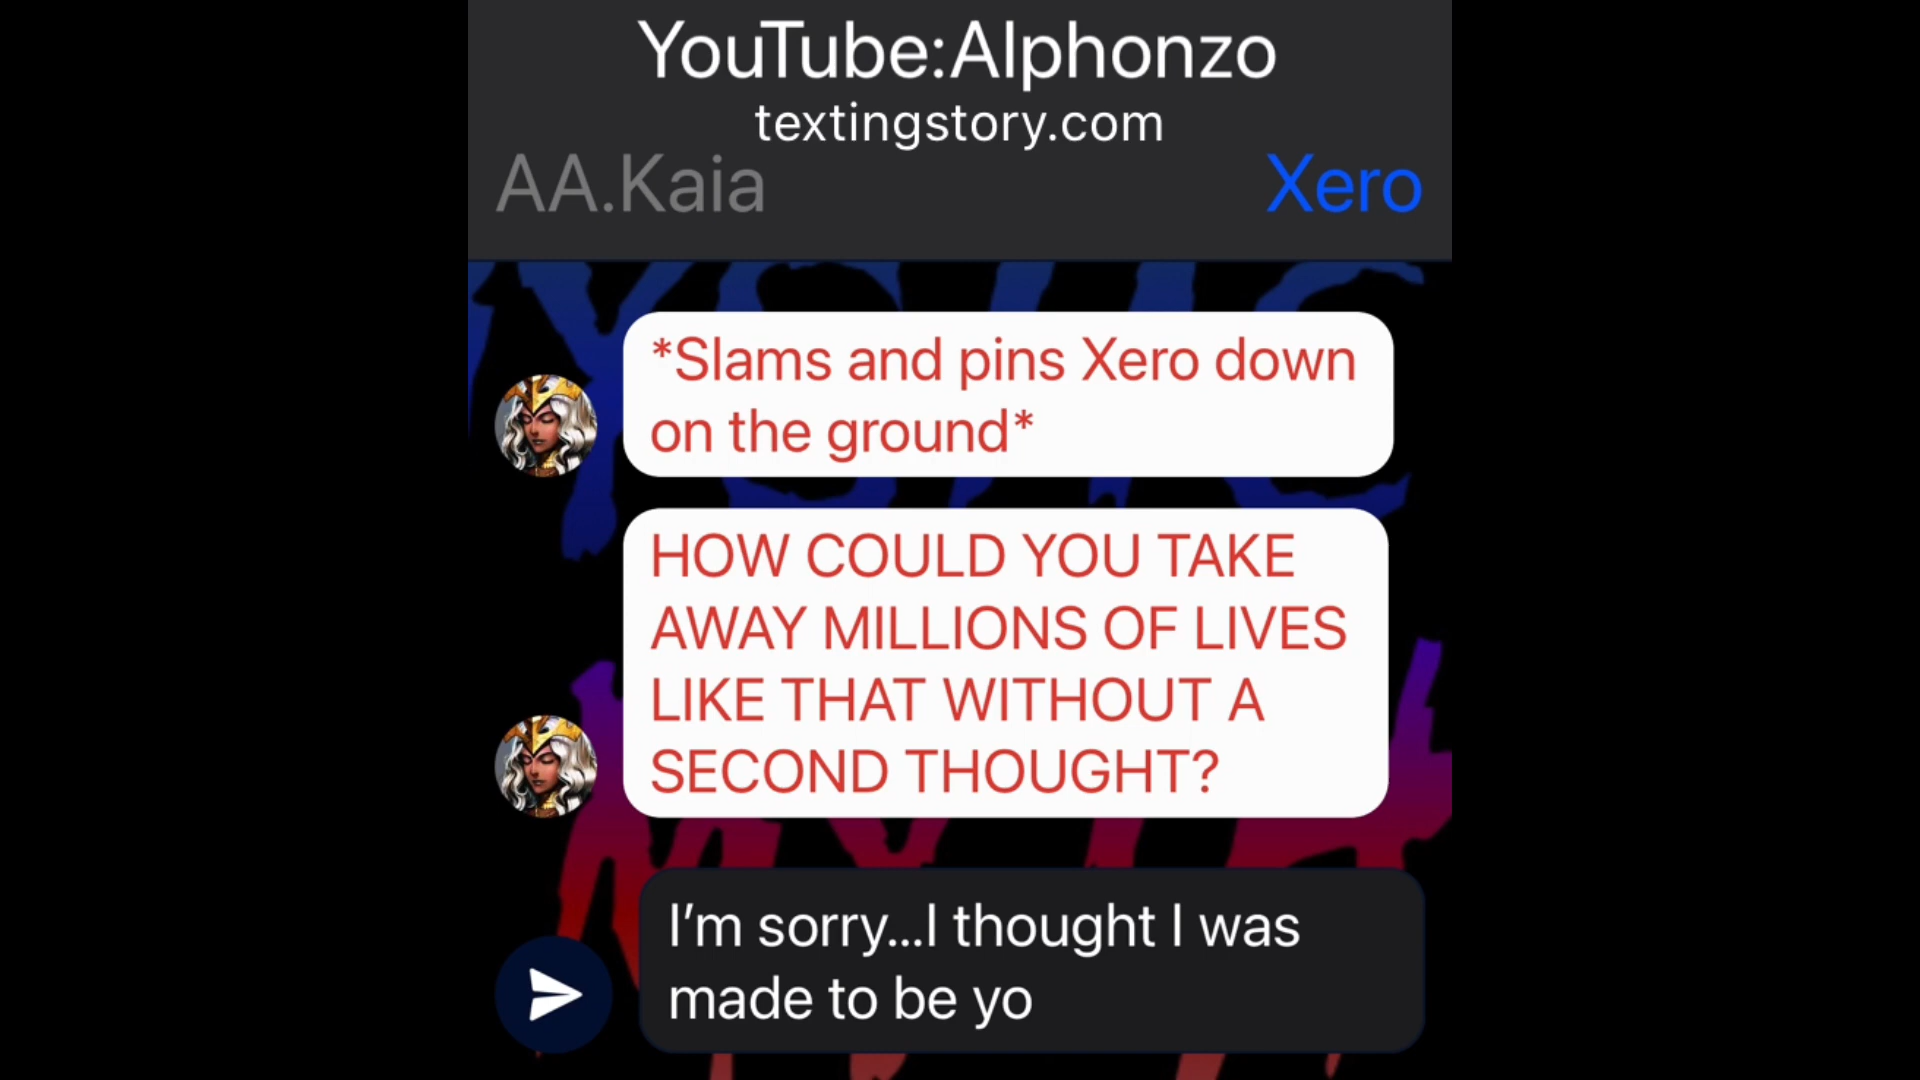 YouTube:Alphonzo
textingstory.com
AA.Kaia
Xero
*Slams and pins Xero down
on the ground*
HOW COULD YOU TAKE
AWAY MILLIONS OF LIVES
LIKE THAT WITHOUT A
SECOND THOUGHT?
I’m sorry...I thought I was
made to be yo